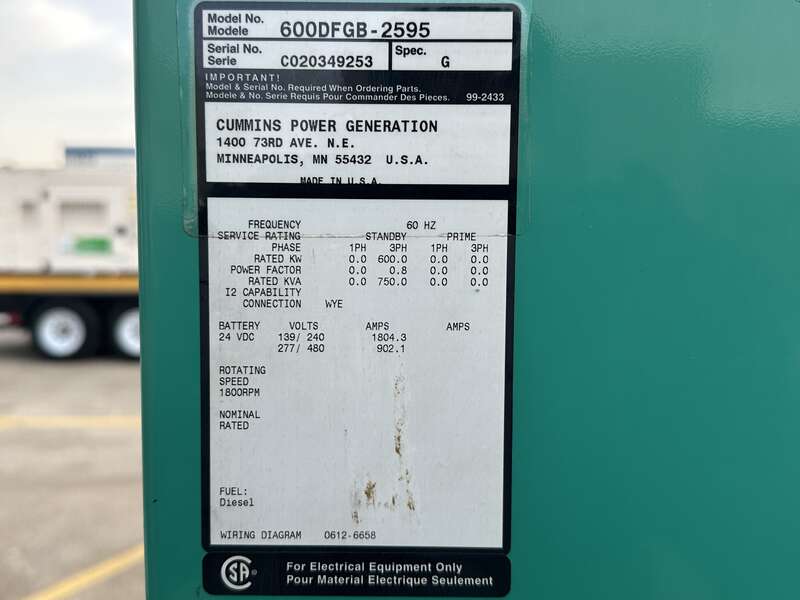 Model No. 600DFGB-2595
Modele
Serial No. C020349253 Spec. G
Serie
IMPORTANT!
Model & Serial No. Required When Ordering Parts.
Modele & No. Serie Requis Pour Commander Des Pieces. 99-2433
CUMMINS POWER GENERATION
1400 73RD AVE. N.E.
MINNEAPOLIS, MN 55432 U.S.A.
MADE IN U.S.A.
FREQUENCY 60 HZ
SERVICE RATING STANDBY PRIME
PHASE 1PH 3PH 1PH 3PH
RATED KW 0.0 600.0 0.0 0.0
POWER FACTOR 0.0 0.8 0.0 0.0
RATED KVA 0.0 750.0 0.0 0.0
I2 CAPABILITY
CONNECTION WYE
BATTERY VOLTS AMPS AMPS
24 VDC 139/ 240 1804.3
277/ 480 902.1
ROTATING
SPEED
1800RPM
NOMINAL
RATED
FUEL:
Diesel
WIRING DIAGRAM 0612-6658
CSA ® For Electrical Equipment Only
Pour Material Electrique Seulement